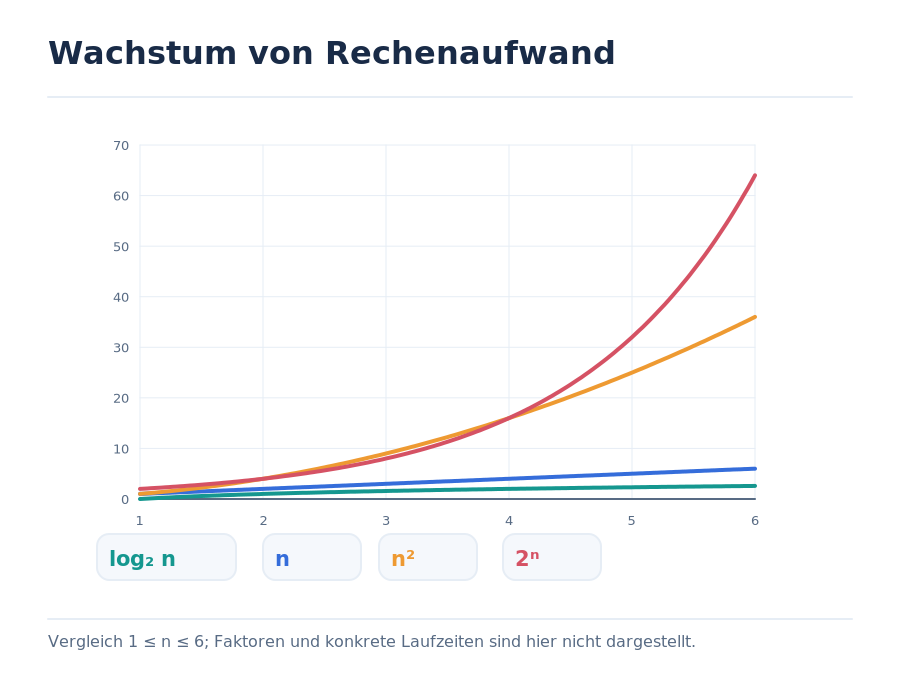 Wachstum von Rechenaufwand
70
60
50
40
30
20
10
0
1 2 3 4 5 6
log₂ n n n² 2ⁿ
Vergleich 1 ≤ n ≤ 6; Faktoren und konkrete Laufzeiten sind hier nicht dargestellt.